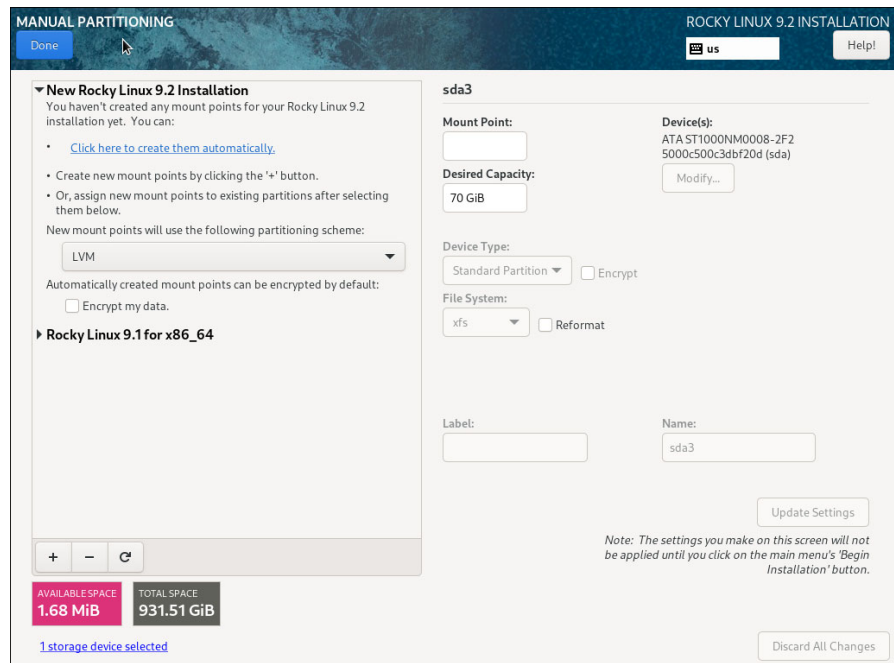 MANUAL PARTITIONING
ROCKY LINUX 9.2 INSTALLATION
Done
us
Help!
New Rocky Linux 9.2 Installation
You haven't created any mount points for your Rocky Linux 9.2
installation yet. You can:
• Click here to create them automatically.
• Create new mount points by clicking the '+' button.
• Or, assign new mount points to existing partitions after selecting
them below.
New mount points will use the following partitioning scheme:
LVM
Automatically created mount points can be encrypted by default:
Encrypt my data.
Rocky Linux 9.1 for x86_64
+ −
AVAILABLE SPACE
1.68 MiB
TOTAL SPACE
931.51 GiB
1 storage device selected
sda3
Mount Point:
Device(s):
ATA ST1000NM0008-2F2
5000c500c3dbf20d (sda)
Modify...
Desired Capacity:
70 GiB
Device Type:
Standard Partition
Encrypt
File System:
xfs
Reformat
Label:
Name:
sda3
Update Settings
Note: The settings you make on this screen will not
be applied until you click on the main menu's 'Begin
Installation' button.
Discard All Changes